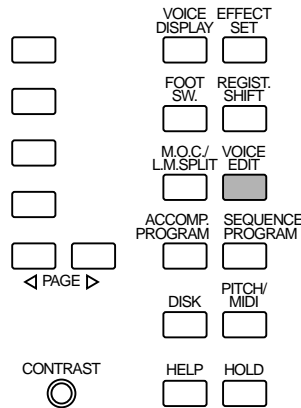 VOICE EFFECT
DISPLAY SET
FOOT REGIST.
SW. SHIFT
M.O.C./ VOICE
L.M.SPLIT EDIT
ACCOMP. SEQUENCE
PROGRAM PROGRAM
PAGE
DISK PITCH/
MIDI
CONTRAST HELP HOLD